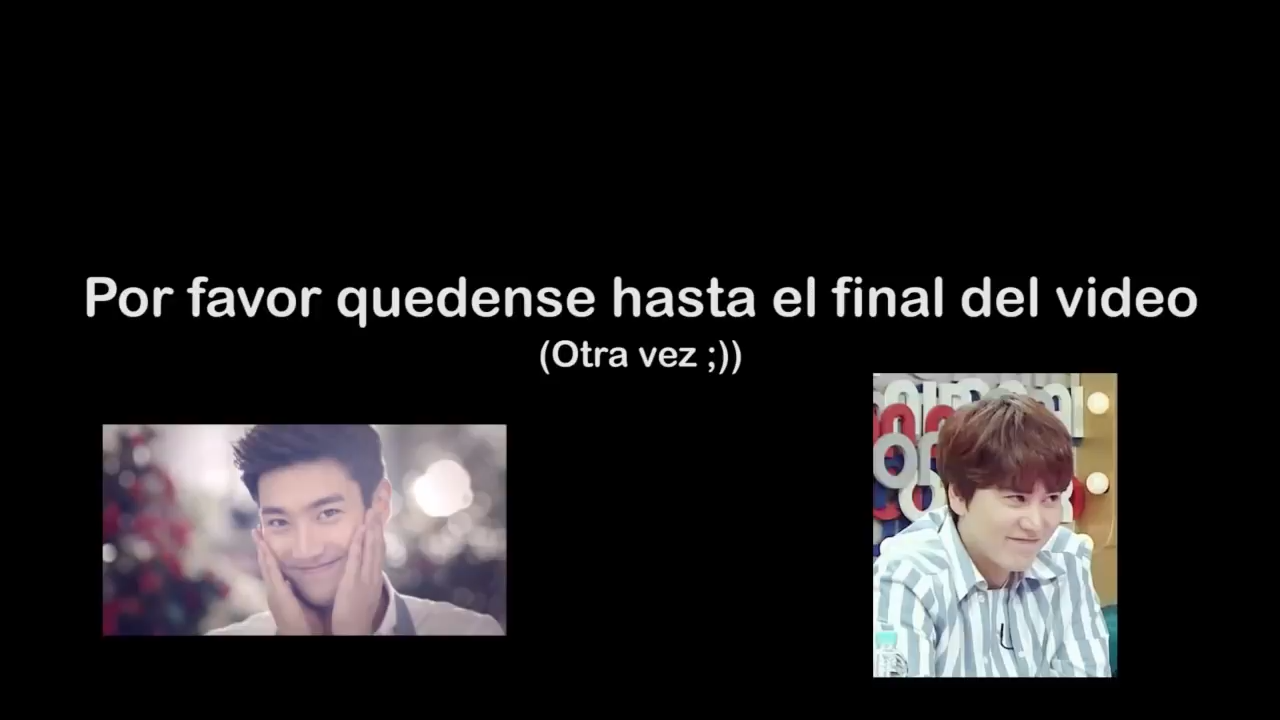 Por favor quedense hasta el final del video
(Otra vez ;))